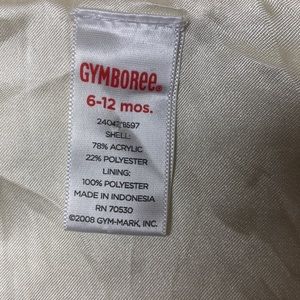 GYMBOREE®
6-12 mos.
SHELL:
78% ACRYLIC
22% POLYESTER
LINING:
100% POLYESTER
MADE IN INDONESIA
RN 70530
©2008 GYM-MARK, INC.